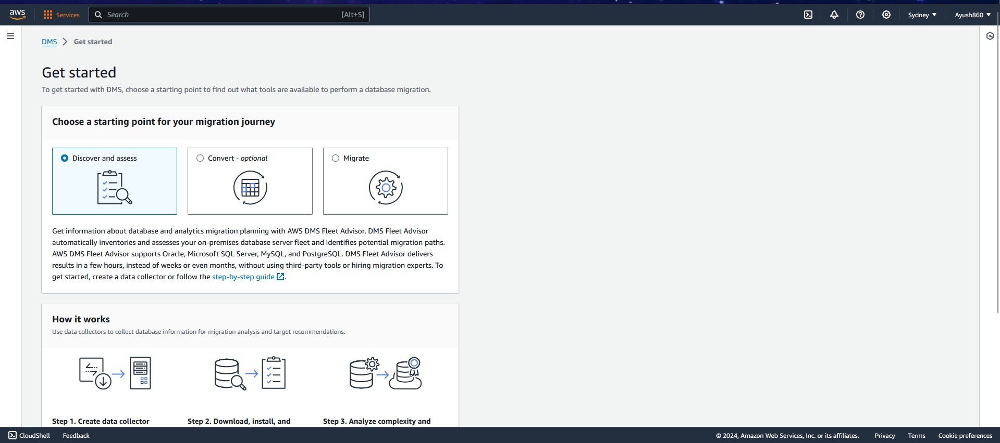 aws
Services
Search
[Alt+S]
Sydney
Ayush860
DMS
Get started
Get started
To get started with DMS, choose a starting point to find out what tools are available to perform a database migration.
Choose a starting point for your migration journey
Discover and assess
Convert - optional
Migrate
Get information about database and analytics migration planning with AWS DMS Fleet Advisor. DMS Fleet Advisor
automatically inventories and assesses your on-premises database server fleet and identifies potential migration paths.
AWS DMS Fleet Advisor supports Oracle, Microsoft SQL Server, MySQL, and PostgreSQL. DMS Fleet Advisor delivers
results in a few hours, instead of weeks or even months, without using third-party tools or hiring migration experts. To
get started, create a data collector or follow the step-by-step guide.
How it works
Use data collectors to collect database information for migration analysis and target recommendations.
Step 1. Create data collector
Step 2. Download, install, and
Step 3. Analyze complexity and
CloudShell
Feedback
© 2024, Amazon Web Services, Inc. or its affiliates.
Privacy
Terms
Cookie preferences